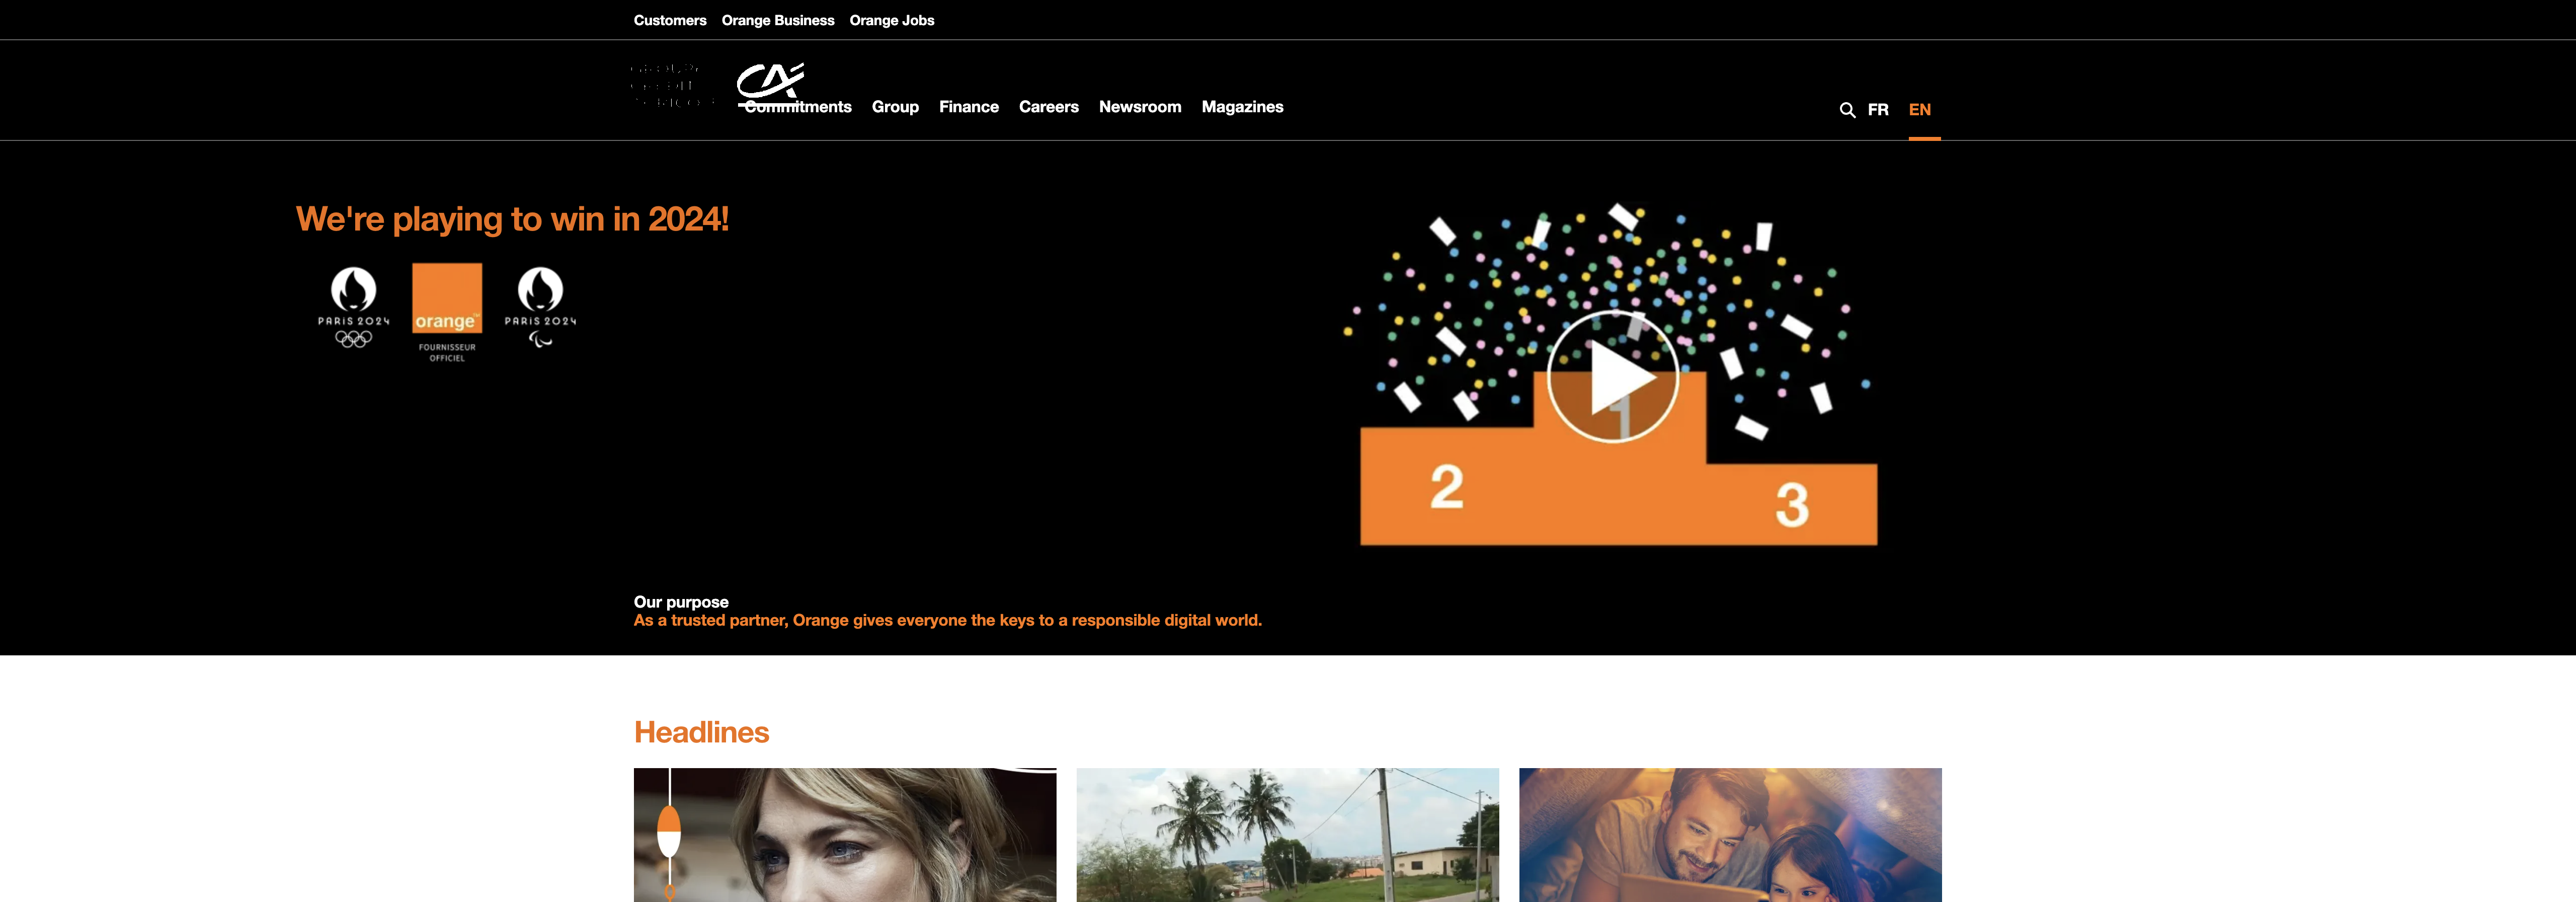 Customers Orange Business Orange Jobs
CA
Commitments Group Finance Careers Newsroom Magazines
FR EN
We're playing to win in 2024!
PARIS 2024 orange™ PARIS 2024
FOURNISSEUR
OFFICIEL
1
2
3
Our purpose
As a trusted partner, Orange gives everyone the keys to a responsible digital world.
Headlines